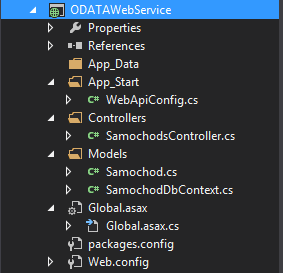 ODATAWebService
Properties
References
App_Data
App_Start
C# WebApiConfig.cs
Controllers
C# SamochodsController.cs
Models
C# Samochod.cs
C# SamochodDbContext.cs
Global.asax
Global.asax.cs
packages.config
Web.config